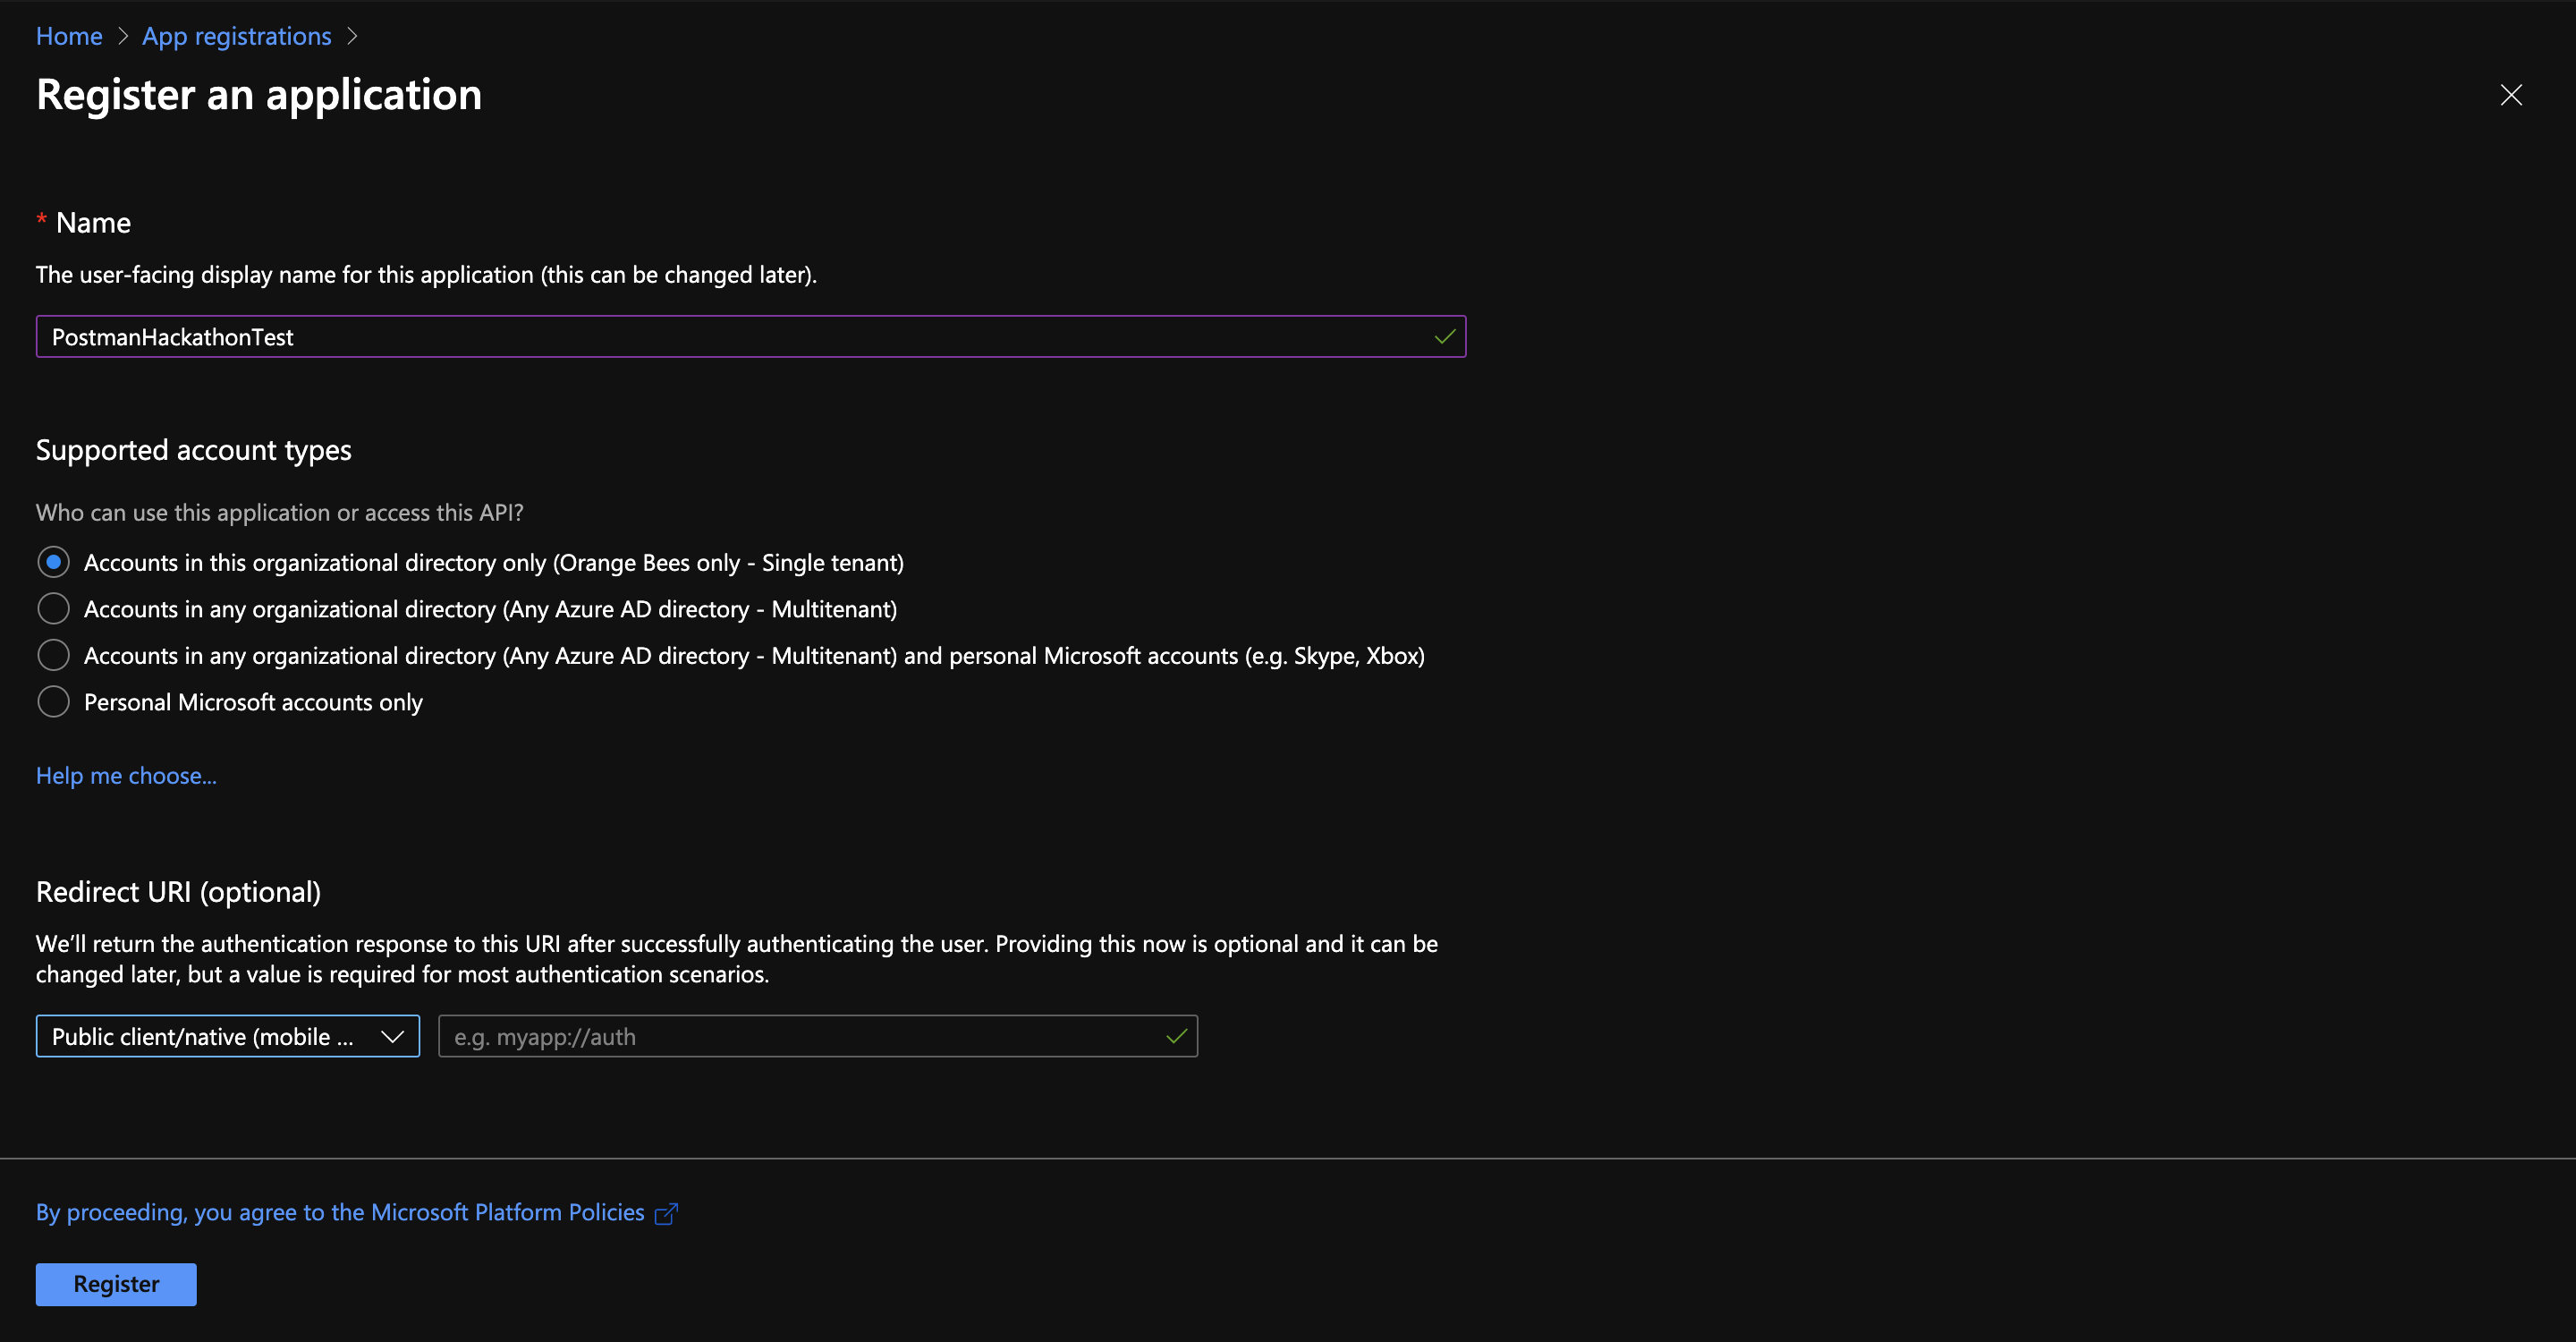 Home > App registrations >
Register an application
* Name
The user-facing display name for this application (this can be changed later).
PostmanHackathonTest
Supported account types
Who can use this application or access this API?
Accounts in this organizational directory only (Orange Bees only - Single tenant)
Accounts in any organizational directory (Any Azure AD directory - Multitenant)
Accounts in any organizational directory (Any Azure AD directory - Multitenant) and personal Microsoft accounts (e.g. Skype, Xbox)
Personal Microsoft accounts only
Help me choose...
Redirect URI (optional)
We’ll return the authentication response to this URI after successfully authenticating the user. Providing this now is optional and it can be
changed later, but a value is required for most authentication scenarios.
Public client/native (mobile ... e.g. myapp://auth
By proceeding, you agree to the Microsoft Platform Policies
Register